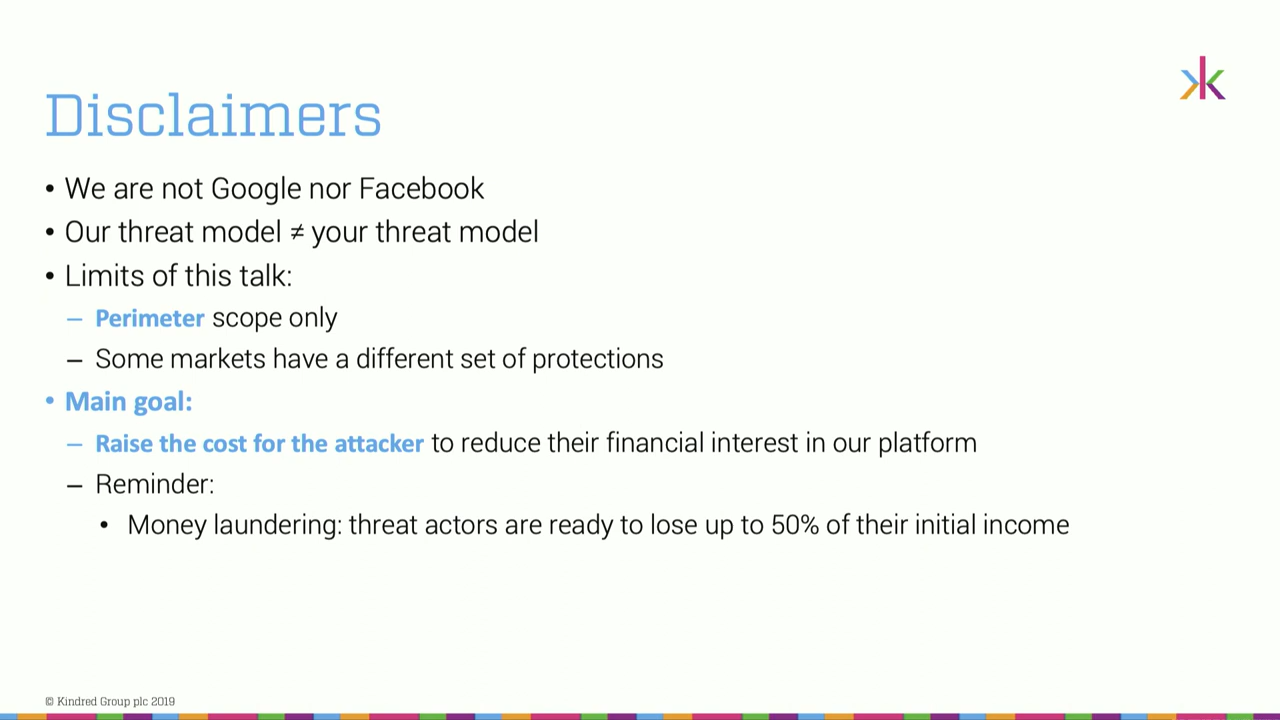 Disclaimers
• We are not Google nor Facebook
• Our threat model ≠ your threat model
• Limits of this talk:
– Perimeter scope only
– Some markets have a different set of protections
• Main goal:
– Raise the cost for the attacker to reduce their financial interest in our platform
– Reminder:
• Money laundering: threat actors are ready to lose up to 50% of their initial income
© Kindred Group plc 2019